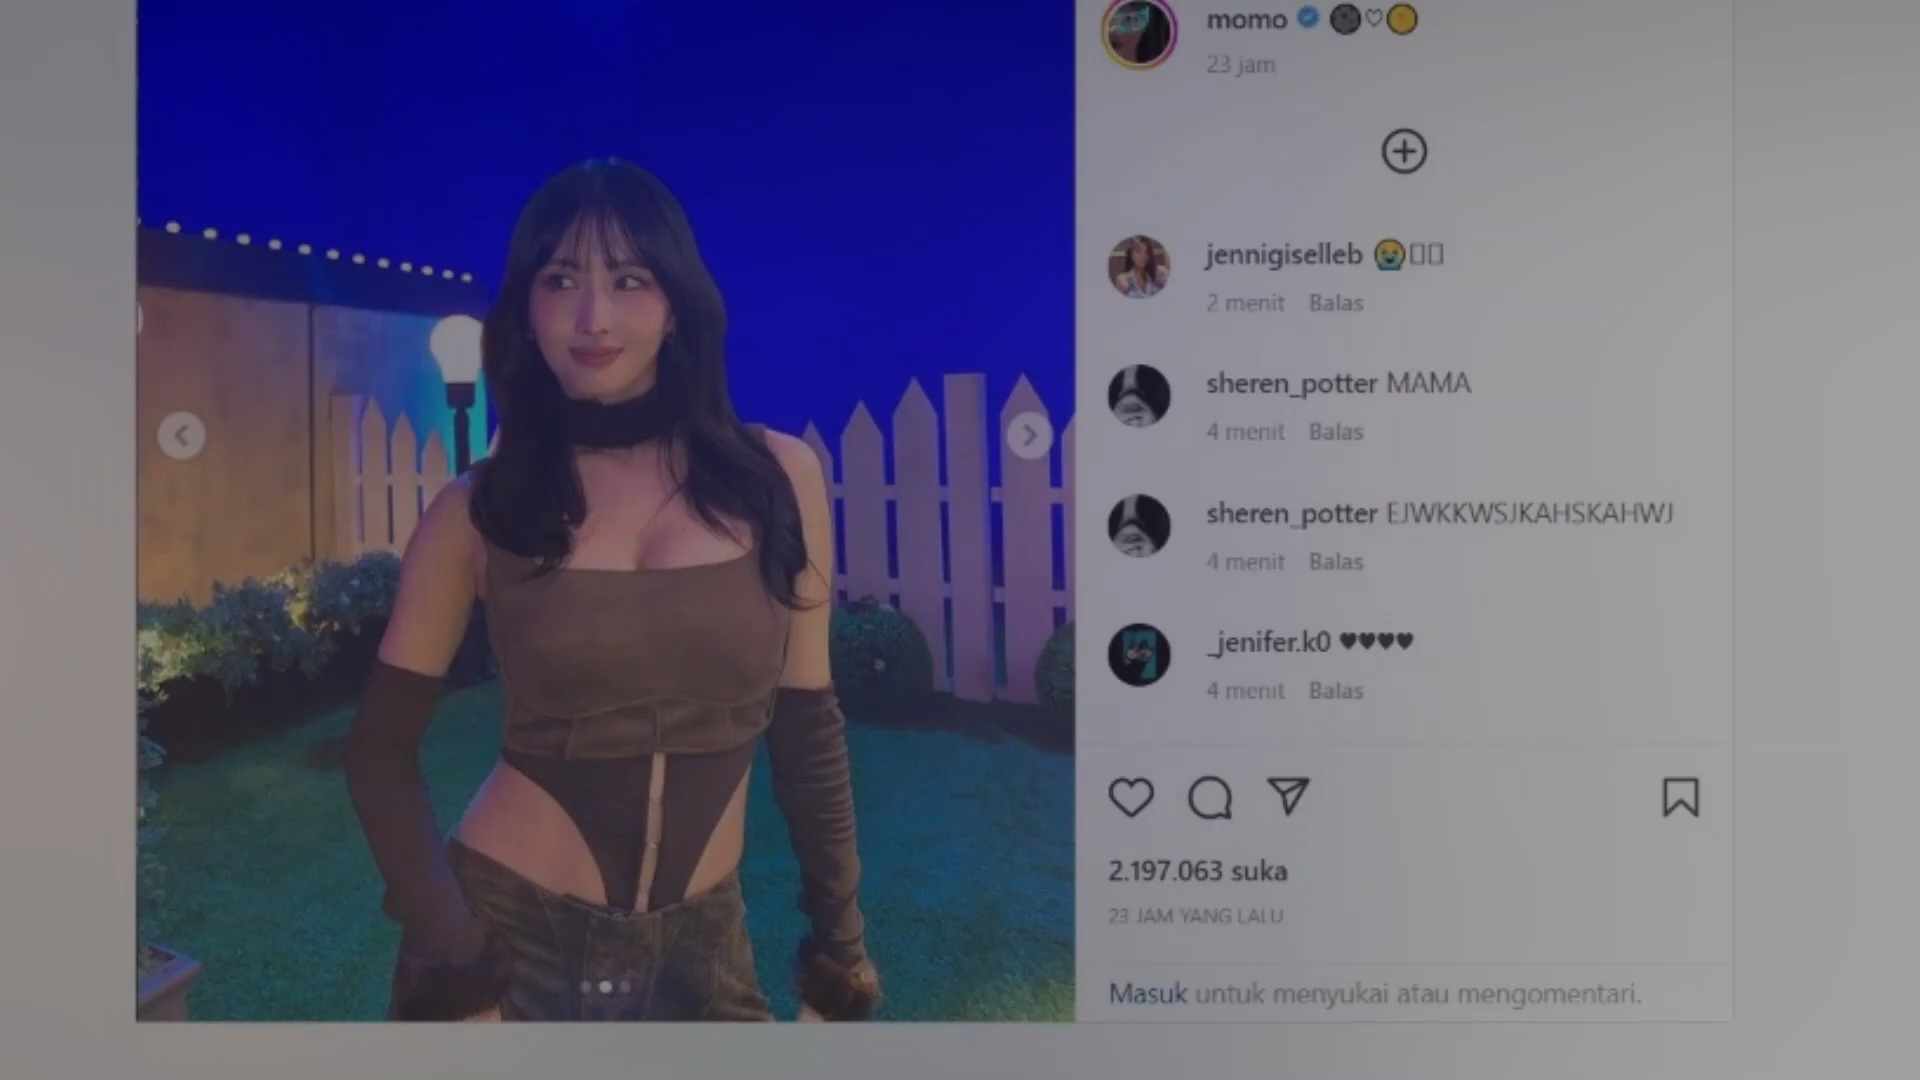 momo
23 jam
jennigiselleb 😭
2 menit Balas
sheren_potter MAMA
4 menit Balas
sheren_potter EJWKKWSJKAHSKAHWJ
4 menit Balas
_jenifer.k0 ♥♥♥♥
4 menit Balas
2.197.063 suka
23 JAM YANG LALU
Masuk untuk menyukai atau mengomentari.